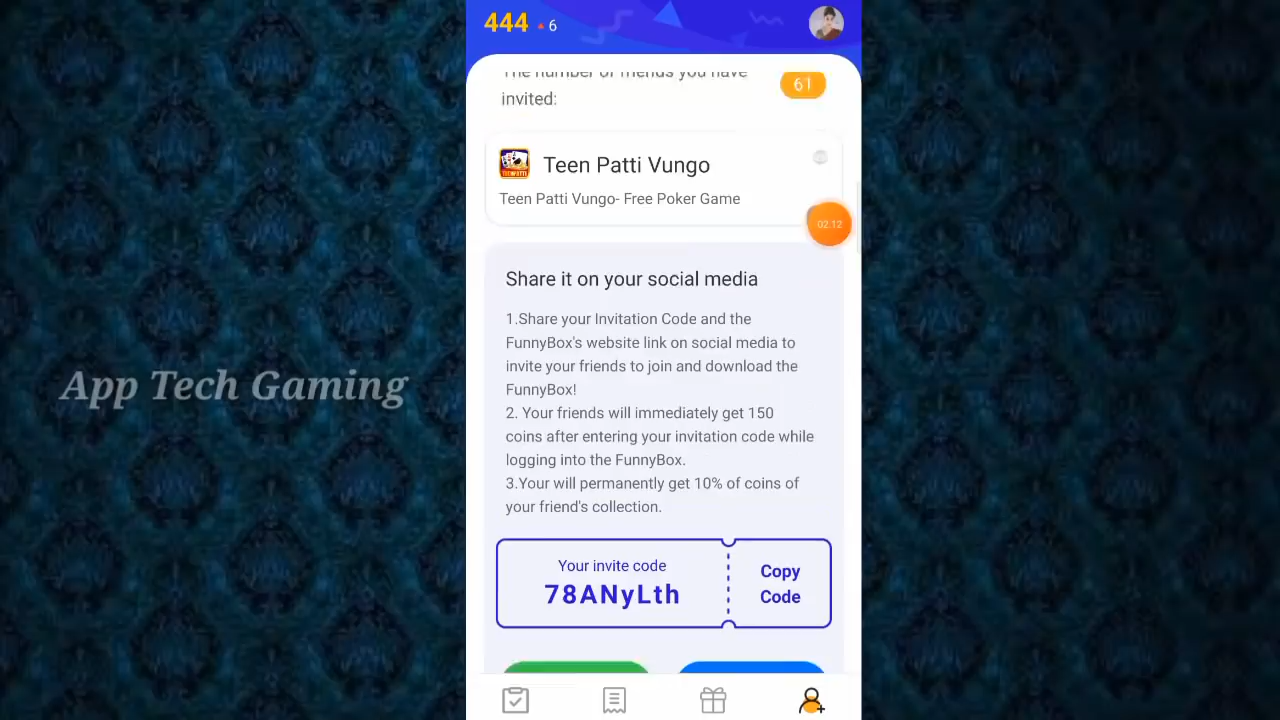 444 6
The number of friends you have
invited:
61
Teen Patti Vungo
Teen Patti Vungo- Free Poker Game
02:12
Share it on your social media
1.Share your Invitation Code and the
FunnyBox's website link on social media to
invite your friends to join and download the
FunnyBox!
2. Your friends will immediately get 150
coins after entering your invitation code while
logging into the FunnyBox.
3.Your will permanently get 10% of coins of
your friend's collection.
Your invite code
78ANyLth
Copy
Code
App Tech Gaming